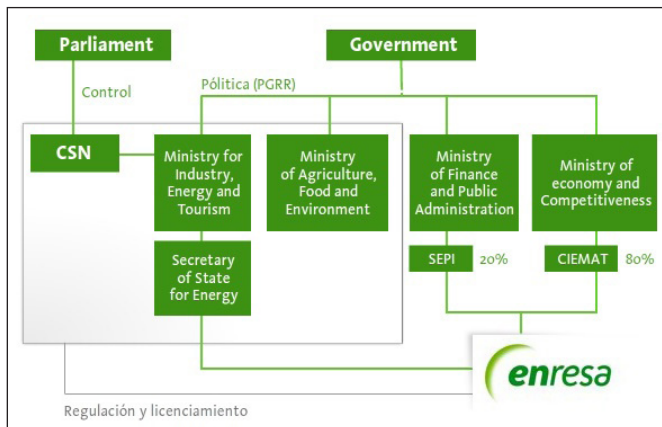 Parliament
Government
Control
Pólitica (PGRR)
CSN
Ministry for
Industry,
Energy and
Tourism
Ministry
of Agriculture,
Food and
Environment
Ministry
of Finance
and Public
Administration
Ministry of
economy and
Competitiveness
Secretary
of State
for Energy
SEPI
20%
CIEMAT
80%
enresa
Regulación y licenciamiento